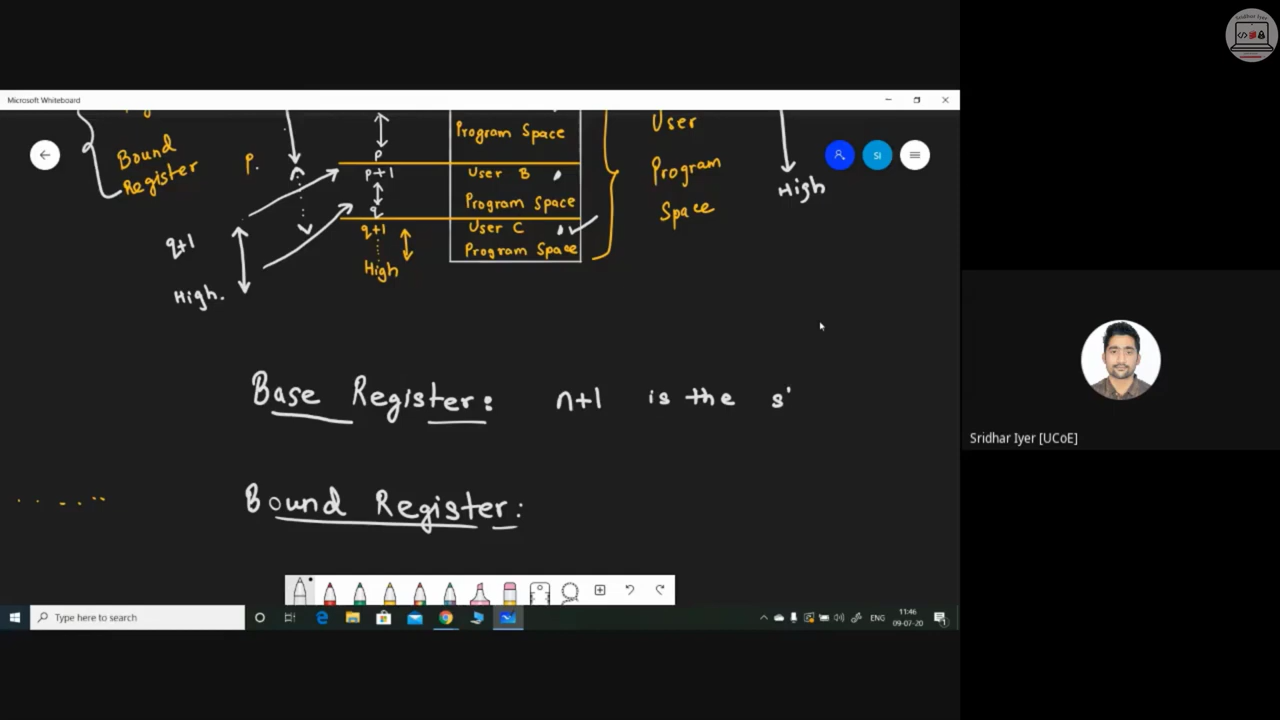 Sridhar Iyer
Microsoft Whiteboard
Bound
Register
P.
Program Space
P
P+1
User B
Program Space
q
q+1
User C
Program Space
High
User
Program
Space
High
q+1
High.
SI
Base Register: n+1 is the s'
Bound Register:
Sridhar Iyer [UCoE]
Type here to search
ENG
11:46
09-07-20